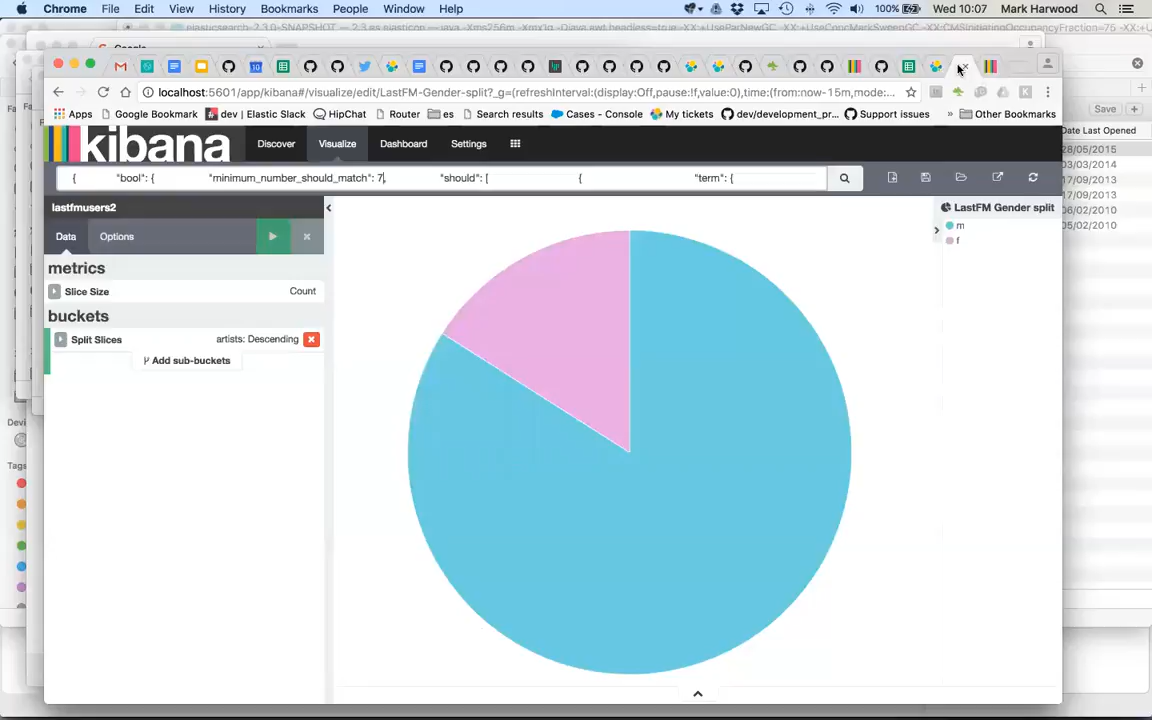 Chrome File Edit View History Bookmarks People Window Help 100% Wed 10:07 Mark Harwood
localhost:5601/app/kibana#/visualize/edit/LastFM-Gender-split?_g=(refreshInterval:(display:Off,pause:!f,value:0),time:(from:now-15m,mode:...
Apps Google Bookmark dev | Elastic Slack HipChat Router es Search results Cases - Console My tickets dev/development_pr... Support issues » Other Bookmarks
Save
kibana Discover Visualize Dashboard Settings
Date Last Opened
28/05/2015
03/03/2014
17/09/2013
17/09/2013
06/02/2010
05/02/2010
{ "bool": { "minimum_number_should_match": 7, "should": [ { "term": {
lastfmusers2
LastFM Gender split
m
f
Data Options
metrics
Slice Size Count
buckets
Split Slices artists: Descending
Add sub-buckets
Devi
Tags